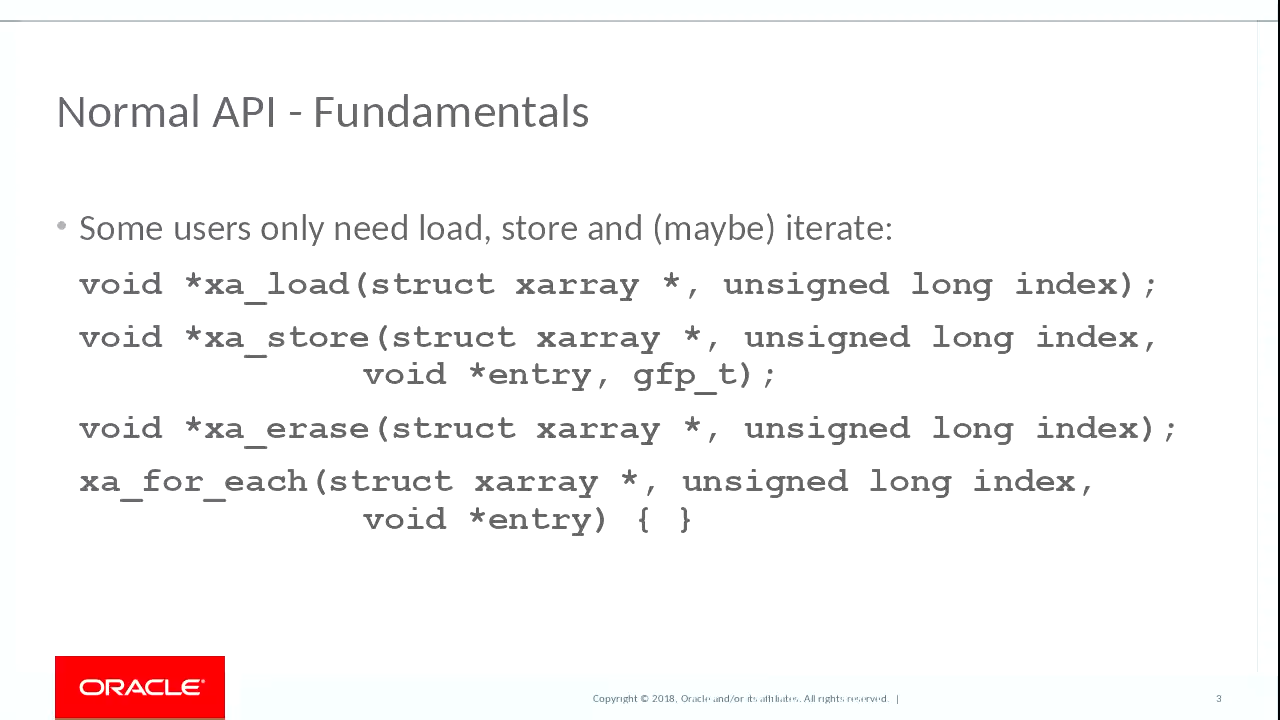 Normal API - Fundamentals
• Some users only need load, store and (maybe) iterate:
void *xa_load(struct xarray *, unsigned long index);
void *xa_store(struct xarray *, unsigned long index,
void *entry, gfp_t);
void *xa_erase(struct xarray *, unsigned long index);
xa_for_each(struct xarray *, unsigned long index,
void *entry) { }
ORACLE®
Copyright © 2018, Oracle and/or its affiliates. All rights reserved. |
3